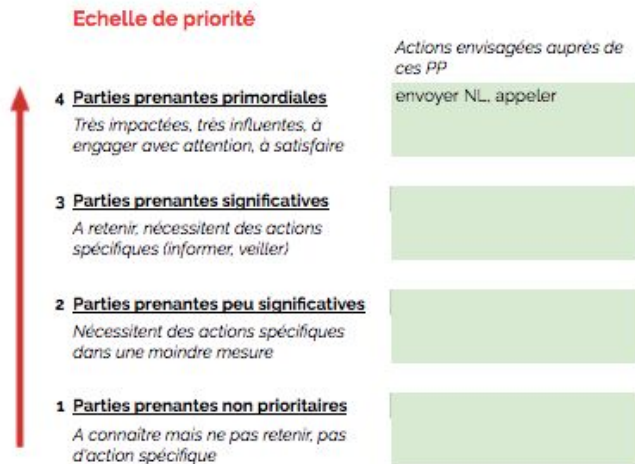 Echelle de priorité
Actions envisagées auprès de
ces PP
4 Parties prenantes primordiales
envoyer NL, appeler
Très impactées, très influentes, à
engager avec attention, à satisfaire
3 Parties prenantes significatives
A retenir, nécessitent des actions
spécifiques (informer, veiller)
2 Parties prenantes peu significatives
Nécessitent des actions spécifiques
dans une moindre mesure
1 Parties prenantes non prioritaires
A connaître mais ne pas retenir, pas
d'action spécifique